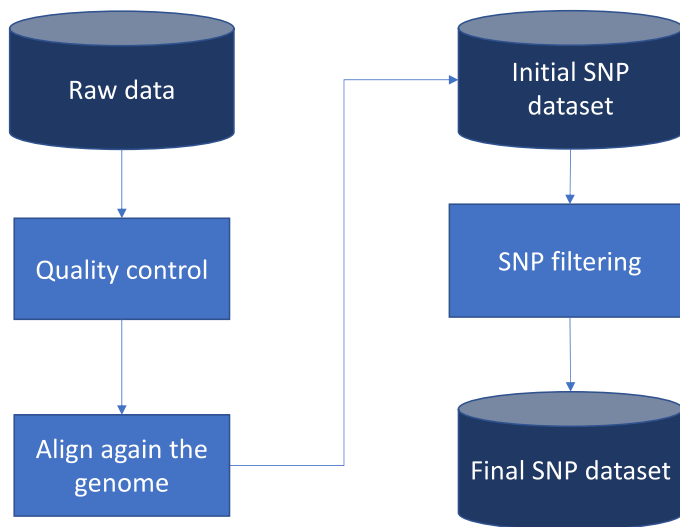 Raw data
Quality control
Align again the
genome
Initial SNP
dataset
SNP filtering
Final SNP dataset